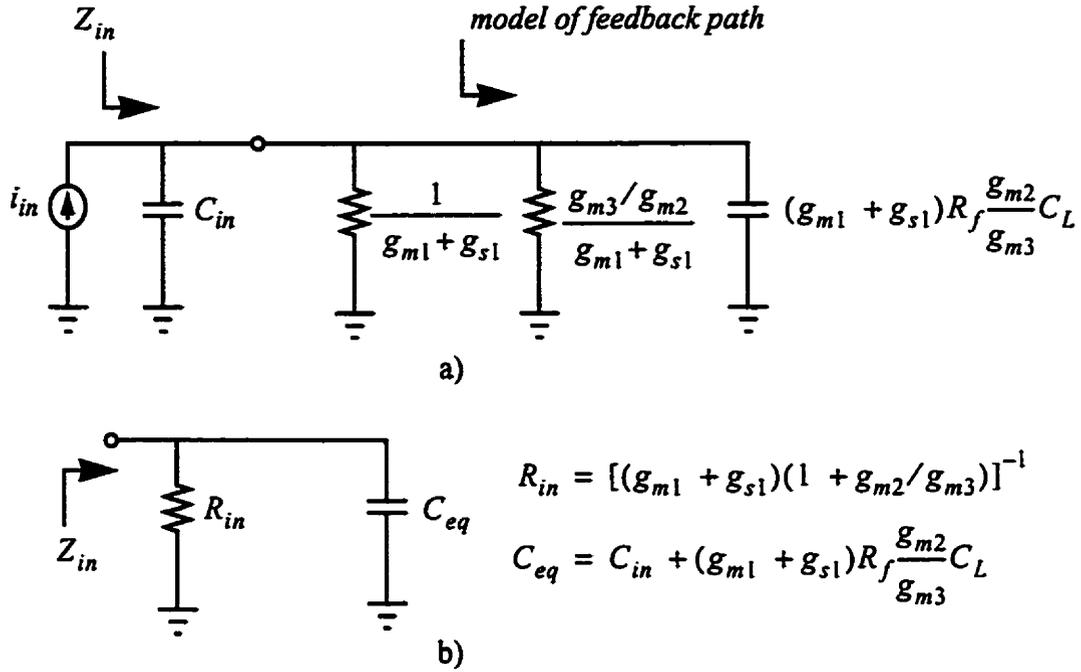 Z_in
model of feedback path
i_in
C_in
1 / (g_m1 + g_s1)
(g_m3/g_m2) / (g_m1 + g_s1)
(g_m1 + g_s1)R_f (g_m2/g_m3) C_L
a)
Z_in
R_in
C_eq
R_in = [(g_m1 + g_s1)(1 + g_m2/g_m3)]^-1
C_eq = C_in + (g_m1 + g_s1)R_f (g_m2/g_m3) C_L
b)